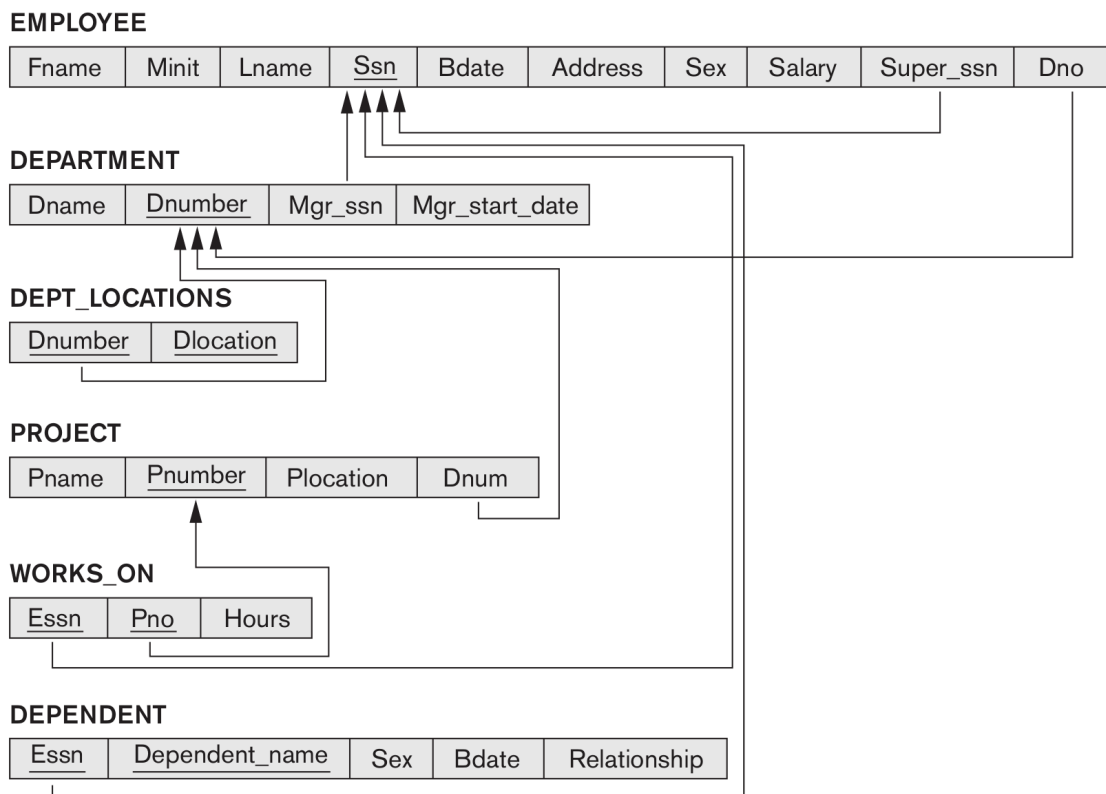 EMPLOYEE
Fname Minit Lname Ssn Bdate Address Sex Salary Super_ssn Dno
DEPARTMENT
Dname Dnumber Mgr_ssn Mgr_start_date
DEPT_LOCATIONS
Dnumber Dlocation
PROJECT
Pname Pnumber Plocation Dnum
WORKS_ON
Essn Pno Hours
DEPENDENT
Essn Dependent_name Sex Bdate Relationship